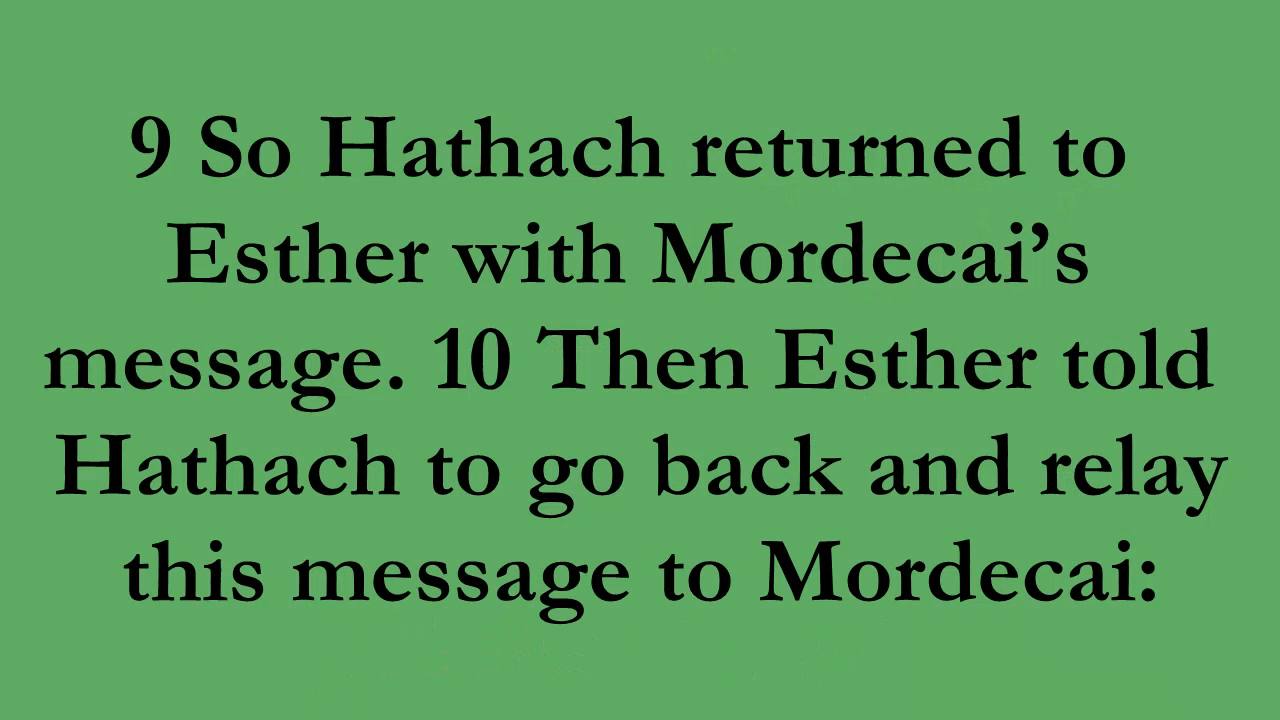 9 So Hathach returned to
Esther with Mordecai’s
message. 10 Then Esther told
Hathach to go back and relay
this message to Mordecai: